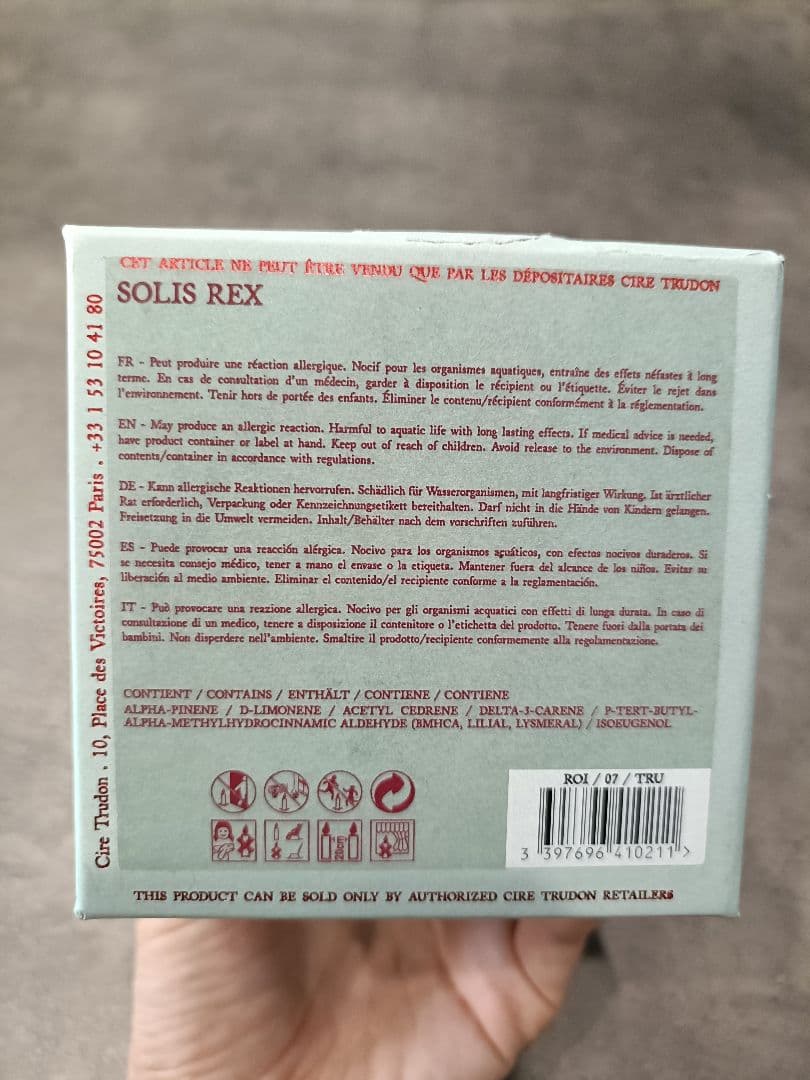 CET ARTICLE NE PEUT ÊTRE VENDU QUE PAR LES DÉPOSITAIRES CIRE TRUDON
SOLIS REX
Cire Trudon . 10, Place des Victoires, 75002 Paris . +33 1 53 10 41 80
FR - Peut produire une réaction allergique. Nocif pour les organismes aquatiques, entraîne des effets néfastes à long
terme. En cas de consultation d'un médecin, garder à disposition le récipient ou l'étiquette. Éviter le rejet dans
l'environnement. Tenir hors de portée des enfants. Éliminer le contenu/récipient conformément à la réglementation.
EN - May produce an allergic reaction. Harmful to aquatic life with long lasting effects. If medical advice is needed,
have product container or label at hand. Keep out of reach of children. Avoid release to the environment. Dispose of
contents/container in accordance with regulations.
DE - Kann allergische Reaktionen hervorrufen. Schädlich für Wasserorganismen, mit langfristiger Wirkung. Ist ärztlicher
Rat erforderlich, Verpackung oder Kennzeichnungsetikett bereithalten. Darf nicht in die Hände von Kindern gelangen.
Freisetzung in die Umwelt vermeiden. Inhalt/Behälter nach dem vorschriften zuführen.
ES - Puede provocar una reacción alérgica. Nocivo para los organismos acuáticos, con efectos nocivos duraderos. Si
se necesita consejo médico, tener a mano el envase o la etiqueta. Mantener fuera del alcance de los niños. Evitar su
liberación al medio ambiente. Eliminar el contenido/el recipiente conforme a la reglamentación.
IT - Può provocare una reazione allergica. Nocivo per gli organismi acquatici con effetti di lunga durata. In caso di
consultazione di un medico, tenere a disposizione il contenitore o l'etichetta del prodotto. Tenere fuori dalla portata dei
bambini. Non disperdere nell'ambiente. Smaltire il prodotto/recipiente conformemente alla regolamentazione.
CONTIENT / CONTAINS / ENTHÄLT / CONTIENE / CONTIENE
ALPHA-PINENE / D-LIMONENE / ACETYL CEDRENE / DELTA-3-CARENE / P-TERT-BUTYL-
ALPHA-METHYLHYDROCINNAMIC ALDEHYDE (BMHCA, LILIAL, LYSMERAL) / ISOEUGENOL
10cm
ROI / 07 / TRU
3 397696 410211 >
THIS PRODUCT CAN BE SOLD ONLY BY AUTHORIZED CIRE TRUDON RETAILERS